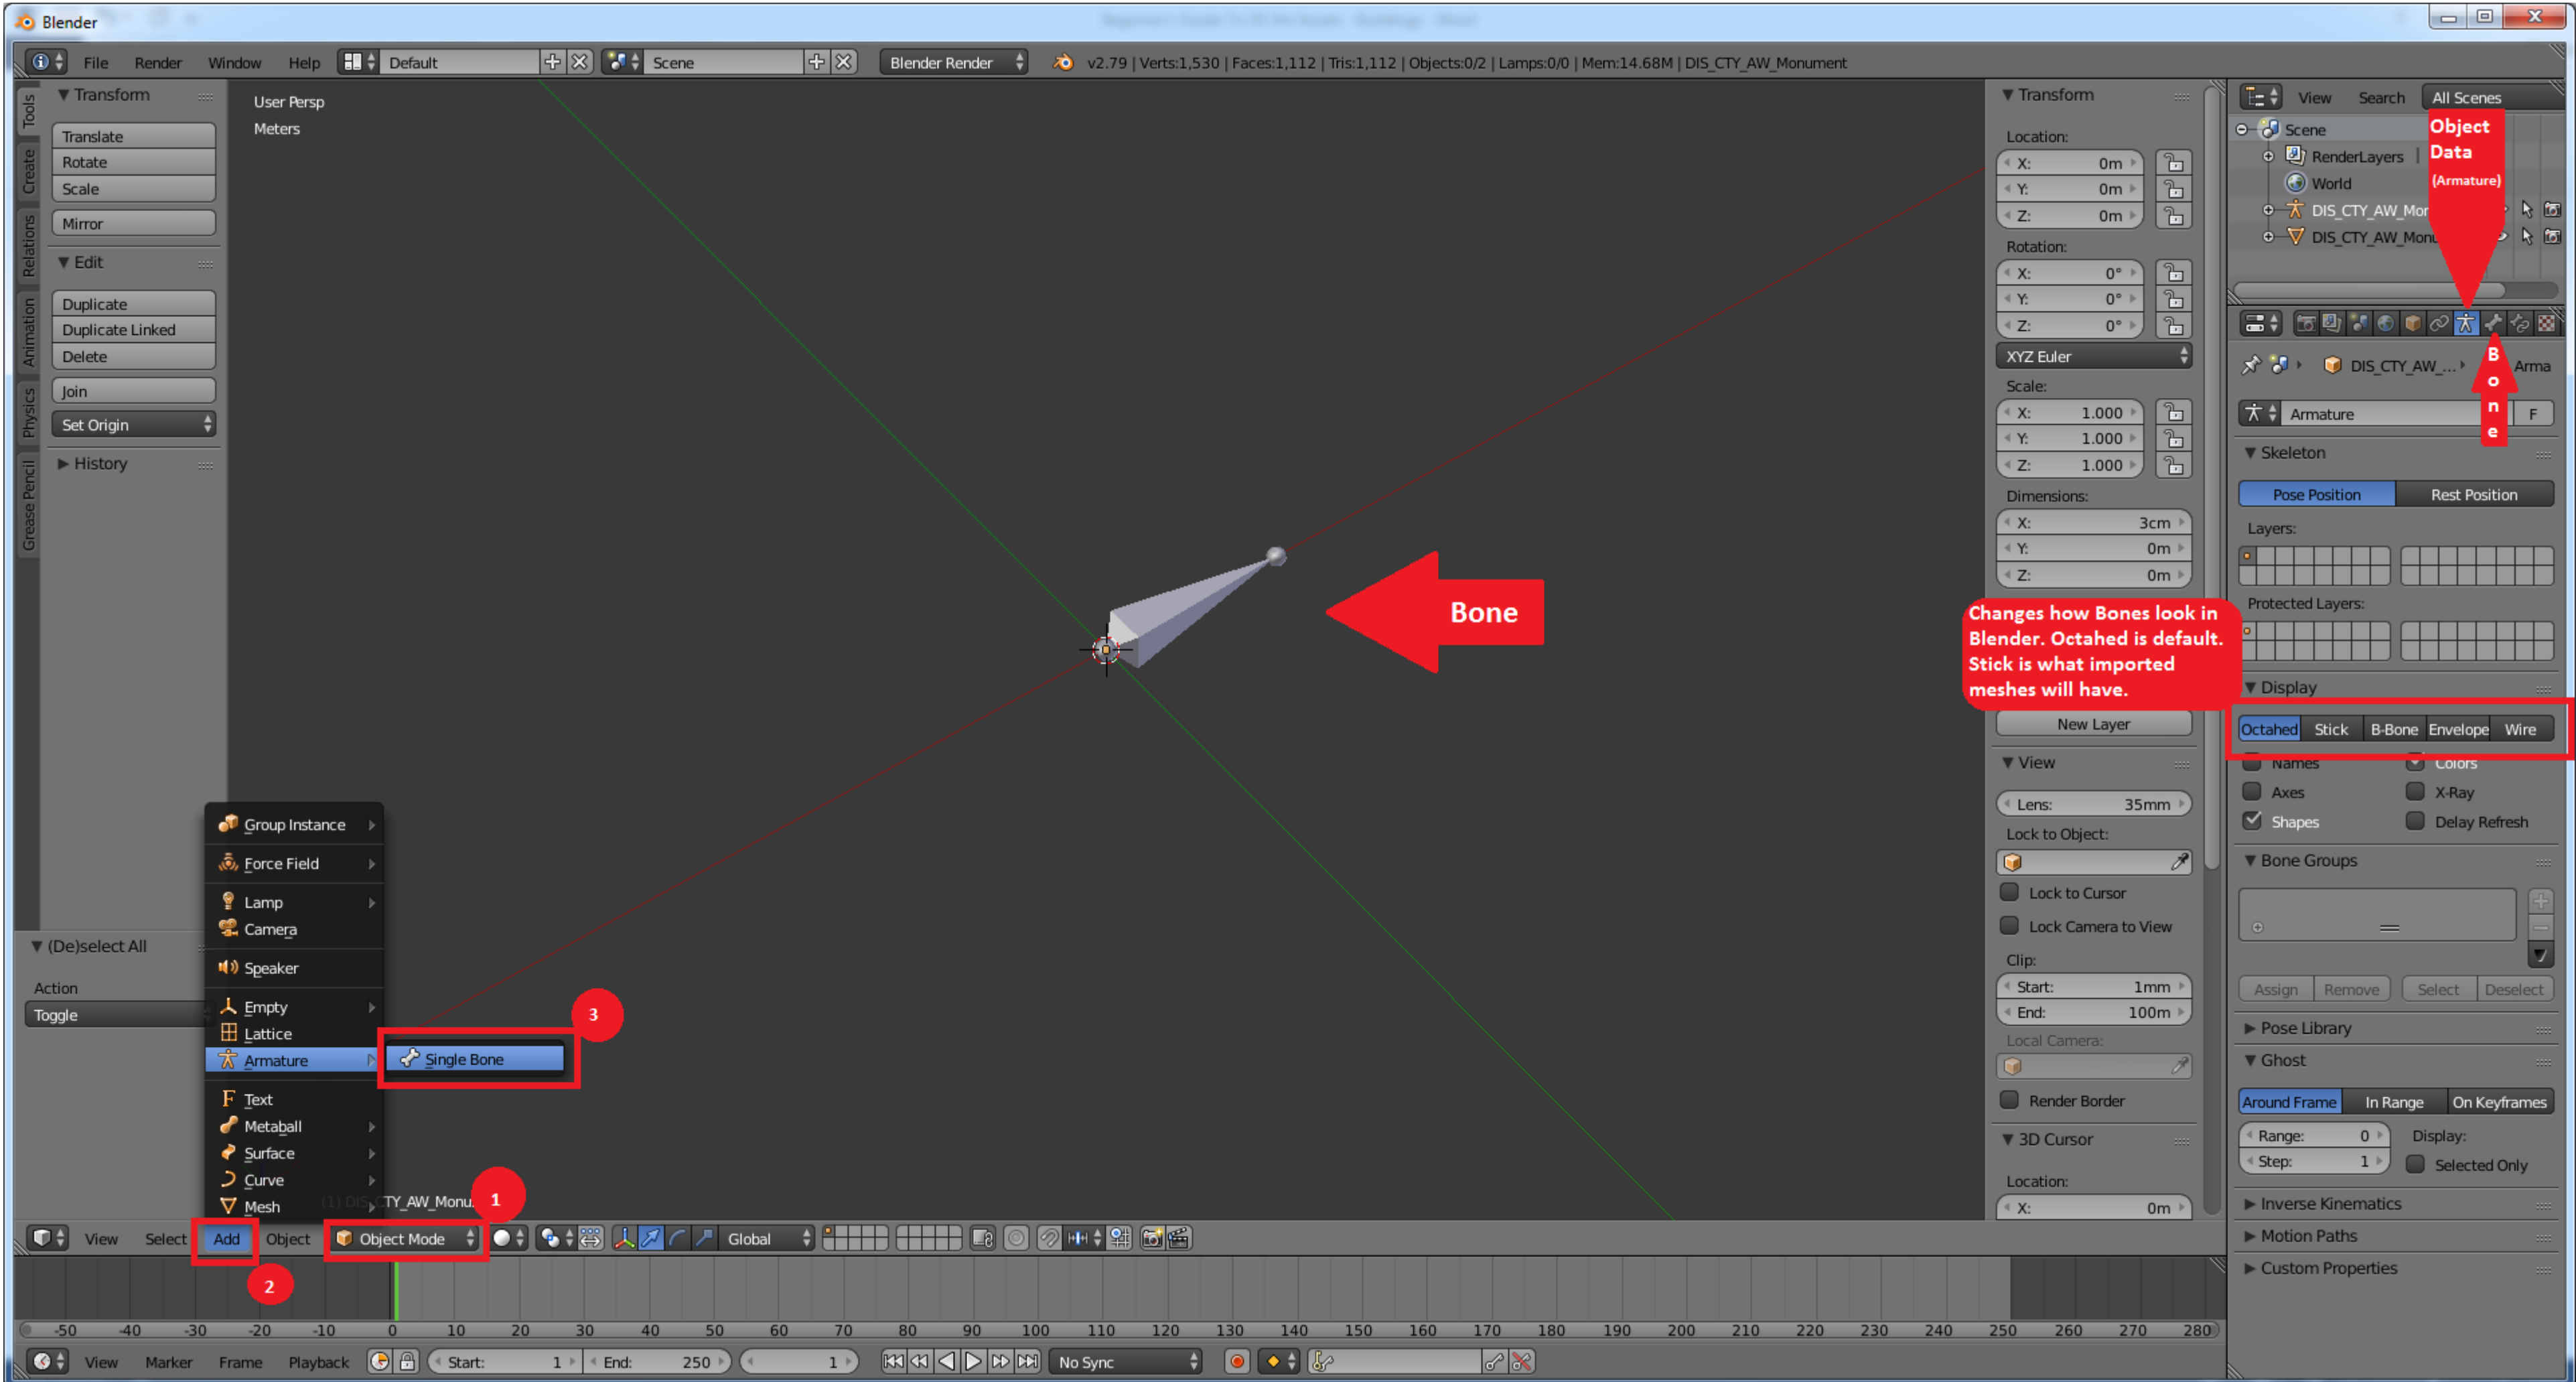 Blender
File Render Window Help Default Scene Blender Render v2.79 | Verts:1,530 | Faces:1,112 | Tris:1,112 | Objects:0/2 | Lamps:0/0 | Mem:14.68M | DIS_CTY_AW_Monument
Tools
Create
Relations
Animation
Physics
Grease Pencil
Transform
Translate
Rotate
Scale
Mirror
Edit
Duplicate
Duplicate Linked
Delete
Join
Set Origin
History
(De)select All
Action
Toggle
User Persp
Meters
Bone
Group Instance
Force Field
Lamp
Camera
Speaker
Empty
Lattice
Armature
Single Bone
3
Text
Metaball
Surface
Curve
Mesh
(1) DIS_CTY_AW_Monu
1
View Select Add Object Object Mode Global
2
Transform
Location:
X: 0m
Y: 0m
Z: 0m
Rotation:
X: 0°
Y: 0°
Z: 0°
XYZ Euler
Scale:
X: 1.000
Y: 1.000
Z: 1.000
Dimensions:
X: 3cm
Y: 0m
Z: 0m
Changes how Bones look in
Blender. Octahed is default.
Stick is what imported
meshes will have.
New Layer
View
Lens: 35mm
Lock to Object:
Lock to Cursor
Lock Camera to View
Clip:
Start: 1mm
End: 100m
Local Camera:
Render Border
3D Cursor
Location:
X: 0m
View Search All Scenes
Scene
RenderLayers
World
DIS_CTY_AW_Mor
DIS_CTY_AW_Monu
Object
Data
(Armature)
DIS_CTY_AW_... Arma
B
o
n
e
Armature F
Skeleton
Pose Position Rest Position
Layers:
Protected Layers:
Display
Octahed Stick B-Bone Envelope Wire
Names Colors
Axes X-Ray
Shapes Delay Refresh
Bone Groups
Assign Remove Select Deselect
Pose Library
Ghost
Around Frame In Range On Keyframes
Range: 0 Display:
Step: 1 Selected Only
Inverse Kinematics
Motion Paths
Custom Properties
-50 -40 -30 -20 -10 0 10 20 30 40 50 60 70 80 90 100 110 120 130 140 150 160 170 180 190 200 210 220 230 240 250 260 270 280
View Marker Frame Playback Start: 1 End: 250 1 No Sync